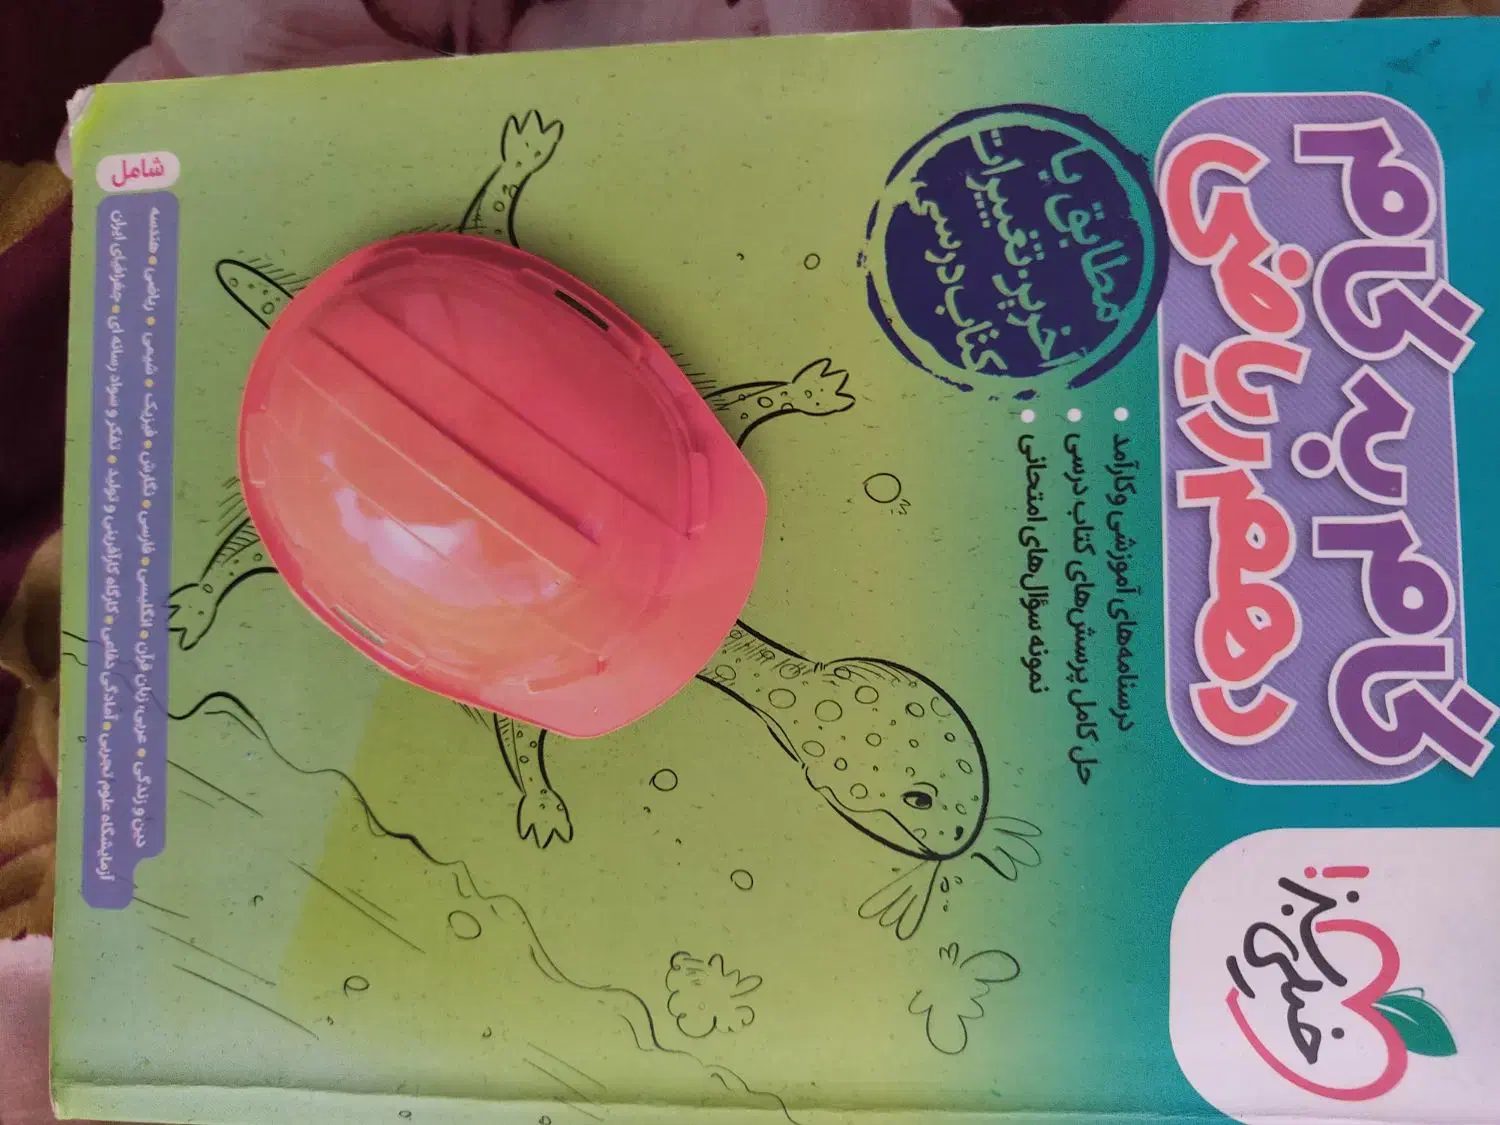 خیلی سبز!
گام به گام
دهم ریاضی
مطابق با
آخرین تغییرات
کتاب درسی
• درسنامه‌های آموزشی و کارآمد
• حل کامل پرسش‌های کتاب درسی
• نمونه سؤال‌های امتحانی
شامل
ریاضی • هندسه • شیمی • فیزیک • نگارش • فارسی • انگلیسی • عربی، زبان قرآن • دین و زندگی
جغرافیای ایران • تفکر و سواد رسانه ای • کارگاه کارآفرینی و تولید • آمادگی دفاعی • آزمایشگاه علوم تجربی